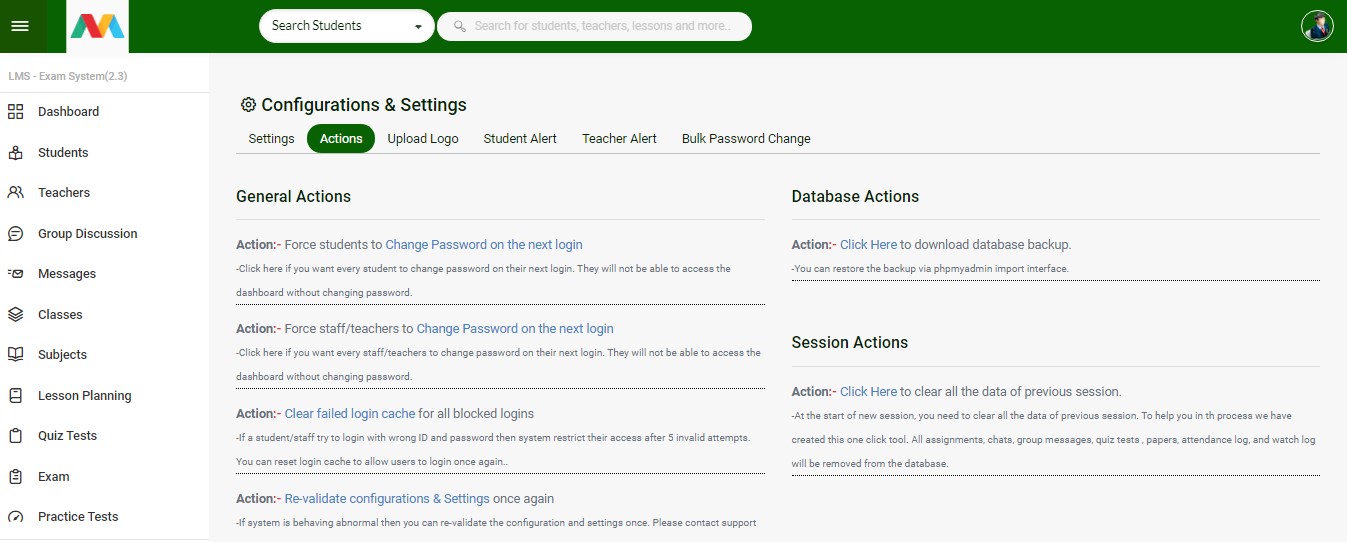 Search Students
Search for students, teachers, lessons and more..
LMS - Exam System(2.3)
Dashboard
Students
Teachers
Group Discussion
Messages
Classes
Subjects
Lesson Planning
Quiz Tests
Exam
Practice Tests
Configurations & Settings
Settings Actions Upload Logo Student Alert Teacher Alert Bulk Password Change
General Actions
Action:- Force students to Change Password on the next login
-Click here if you want every student to change password on their next login. They will not be able to access the
dashboard without changing password.
Action:- Force staff/teachers to Change Password on the next login
-Click here if you want every staff/teachers to change password on their next login. They will not be able to access the
dashboard without changing password.
Action:- Clear failed login cache for all blocked logins
-If a student/staff try to login with wrong ID and password then system restrict their access after 5 invalid attempts.
You can reset login cache to allow users to login once again..
Action:- Re-validate configurations & Settings once again
-If system is behaving abnormal then you can re-validate the configuration and settings once. Please contact support
Database Actions
Action:- Click Here to download database backup.
-You can restore the backup via phpmyadmin import interface.
Session Actions
Action:- Click Here to clear all the data of previous session.
-At the start of new session, you need to clear all the data of previous session. To help you in th process we have
created this one click tool. All assignments, chats, group messages, quiz tests , papers, attendance log, and watch log
will be removed from the database.